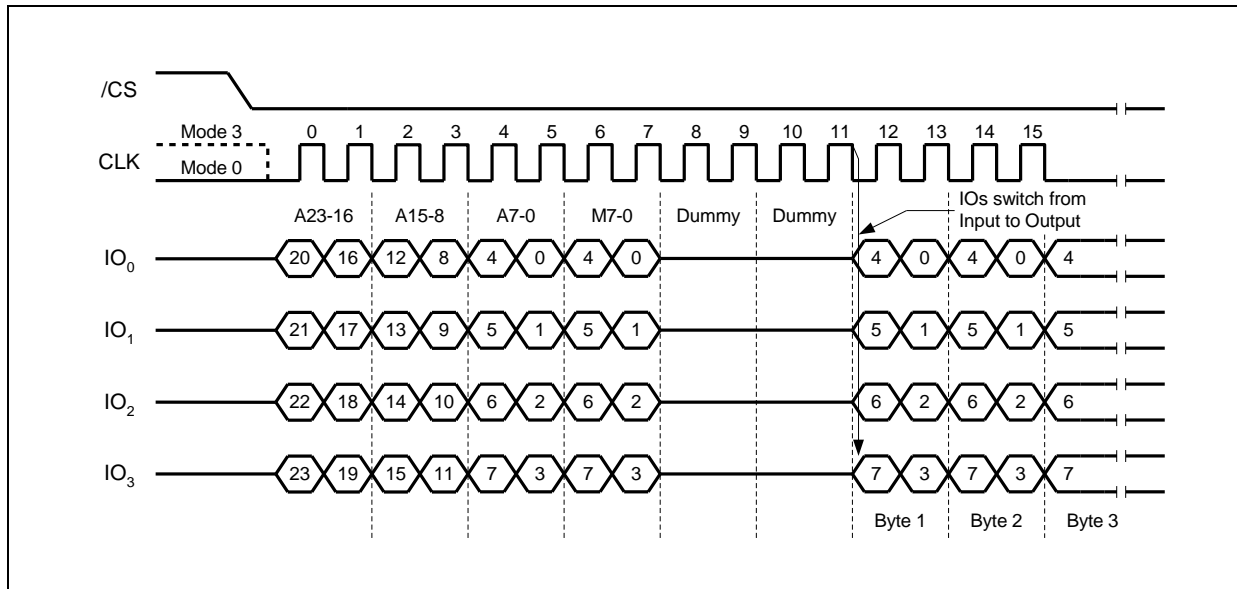 /CS
Mode 3 0 1 2 3 4 5 6 7 8 9 10 11 12 13 14 15
CLK
Mode 0
IOs switch from
Input to Output
A23-16 A15-8 A7-0 M7-0 Dummy Dummy
IO0 20 16 12 8 4 0 4 0 4 0 4 0 4
IO1 21 17 13 9 5 1 5 1 5 1 5 1 5
IO2 22 18 14 10 6 2 6 2 6 2 6 2 6
IO3 23 19 15 11 7 3 7 3 7 3 7 3 7
Byte 1 Byte 2 Byte 3